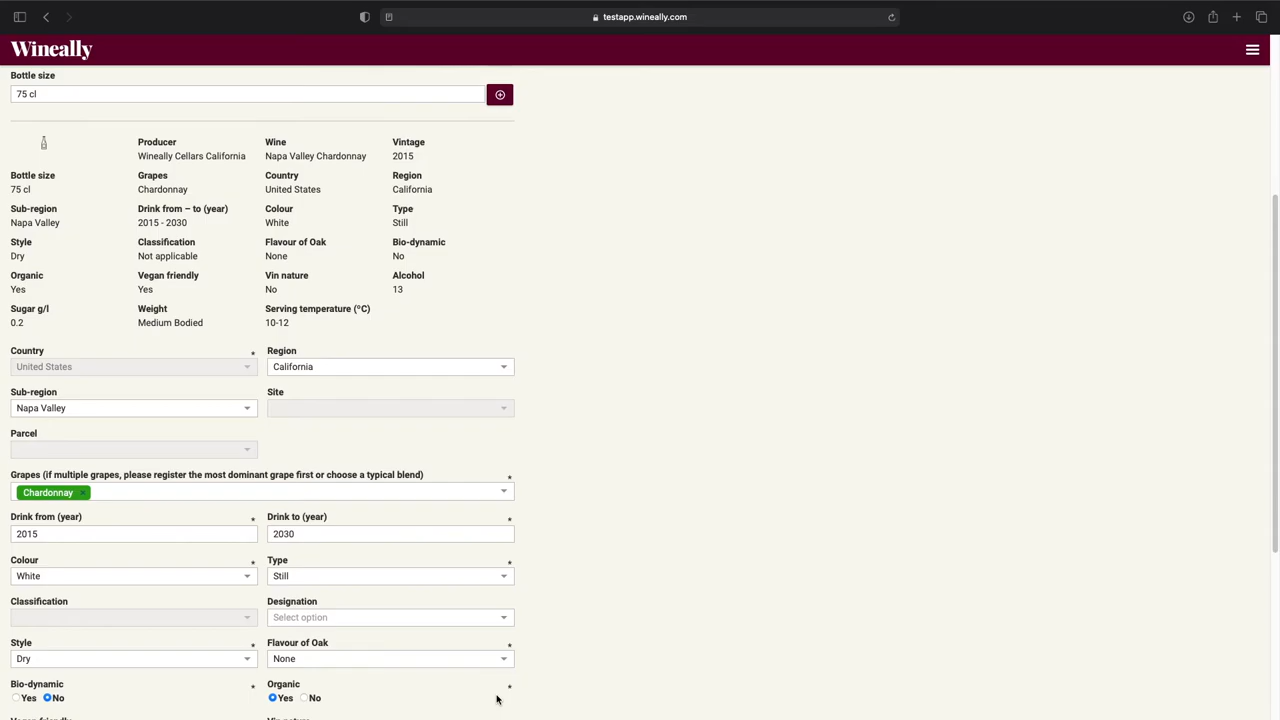 testapp.wineally.com
Wineally
Bottle size
75 cl
Producer Wine Vintage
Wineally Cellars California Napa Valley Chardonnay 2015
Bottle size Grapes Country Region
75 cl Chardonnay United States California
Sub-region Drink from – to (year) Colour Type
Napa Valley 2015 - 2030 White Still
Style Classification Flavour of Oak Bio-dynamic
Dry Not applicable None No
Organic Vegan friendly Vin nature Alcohol
Yes Yes No 13
Sugar g/l Weight Serving temperature (ºC)
0.2 Medium Bodied 10-12
Country * Region
United States California
Sub-region Site
Napa Valley
Parcel
Grapes (if multiple grapes, please register the most dominant grape first or choose a typical blend) *
Chardonnay ×
Drink from (year) * Drink to (year) *
2015 2030
Colour * Type *
White Still
Classification Designation
Select option
Style * Flavour of Oak *
Dry None
Bio-dynamic * Organic *
Yes No Yes No
Vegan friendly Vin nature